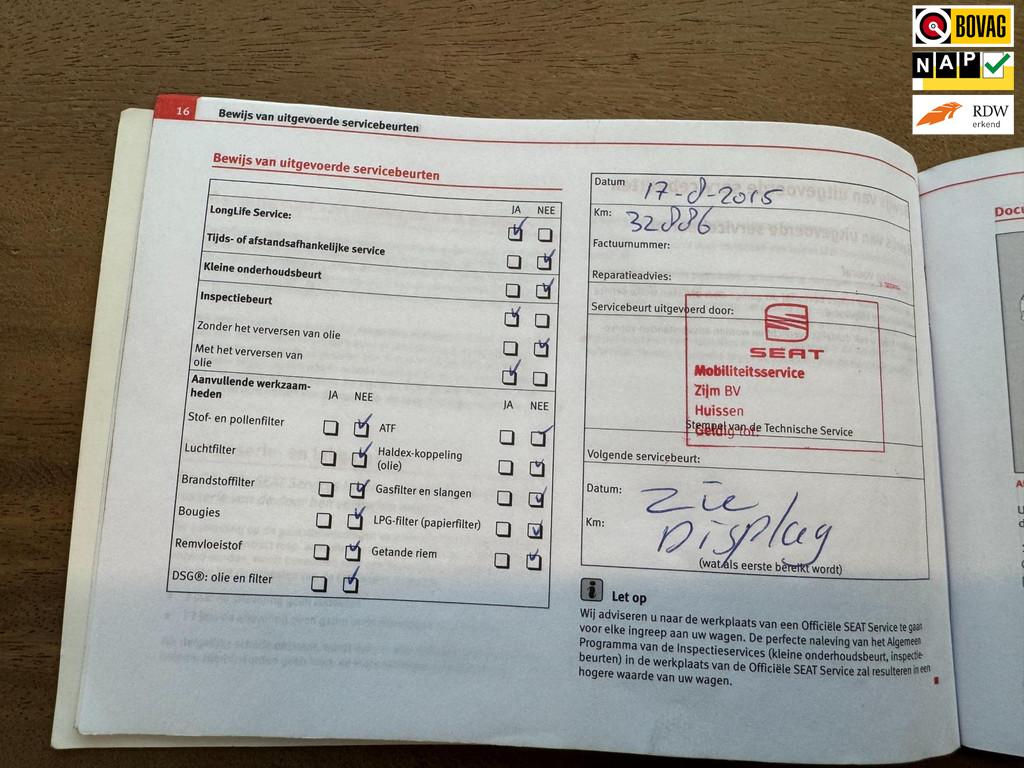 BOVAG
NAP
RDW
erkend
16 Bewijs van uitgevoerde servicebeurten
Bewijs van uitgevoerde servicebeurten
JA NEE
LongLife Service:
Tijds- of afstandsafhankelijke service
Kleine onderhoudsbeurt
Inspectiebeurt
Zonder het verversen van olie
Met het verversen van
olie
Aanvullende werkzaam-
heden
JA NEE
JA NEE
Stof- en pollenfilter
ATF
Luchtfilter
Haldex-koppeling
(olie)
Brandstoffilter
Gasfilter en slangen
Bougies
LPG-filter (papierfilter)
Remvloeistof
Getande riem
DSG®: olie en filter
Datum 17-8-2015
Km: 32886
Factuurnummer:
Reparatieadvies:
Servicebeurt uitgevoerd door:
SEAT
Mobiliteitsservice
Zijm BV
Huissen
Geldig tot:
Stempel van de Technische Service
Volgende servicebeurt:
Datum: Zie
Km: Display
(wat als eerste bereikt wordt)
Let op
Wij adviseren u naar de werkplaats van een Officiële SEAT Service te gaan
voor elke ingreep aan uw wagen. De perfecte naleving van het Algemeen
Programma van de Inspectieservices (kleine onderhoudsbeurt, inspectie-
beurten) in de werkplaats van de Officiële SEAT Service zal resulteren in een
hogere waarde van uw wagen.
Docu